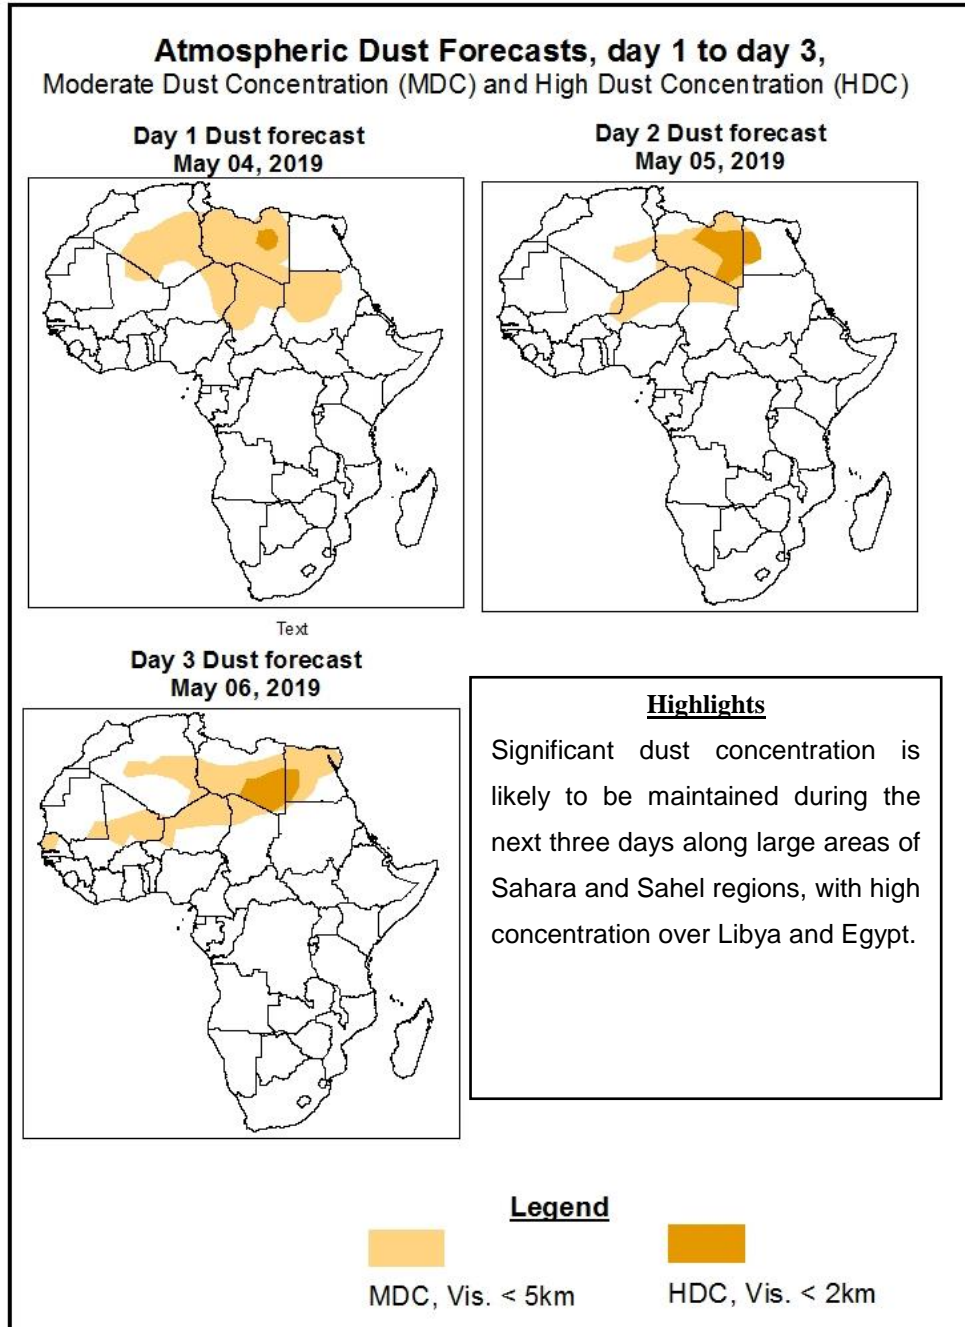 Atmospheric Dust Forecasts, day 1 to day 3,
Moderate Dust Concentration (MDC) and High Dust Concentration (HDC)
Day 1 Dust forecast
May 04, 2019
Day 2 Dust forecast
May 05, 2019
Text
Day 3 Dust forecast
May 06, 2019
Highlights
Significant dust concentration is
likely to be maintained during the
next three days along large areas of
Sahara and Sahel regions, with high
concentration over Libya and Egypt.
Legend
MDC, Vis. < 5km
HDC, Vis. < 2km